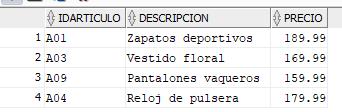 IDARTICULO DESCRIPCION PRECIO
1 A01 Zapatos deportivos 189.99
2 A03 Vestido floral 169.99
3 A09 Pantalones vaqueros 159.99
4 A04 Reloj de pulsera 179.99